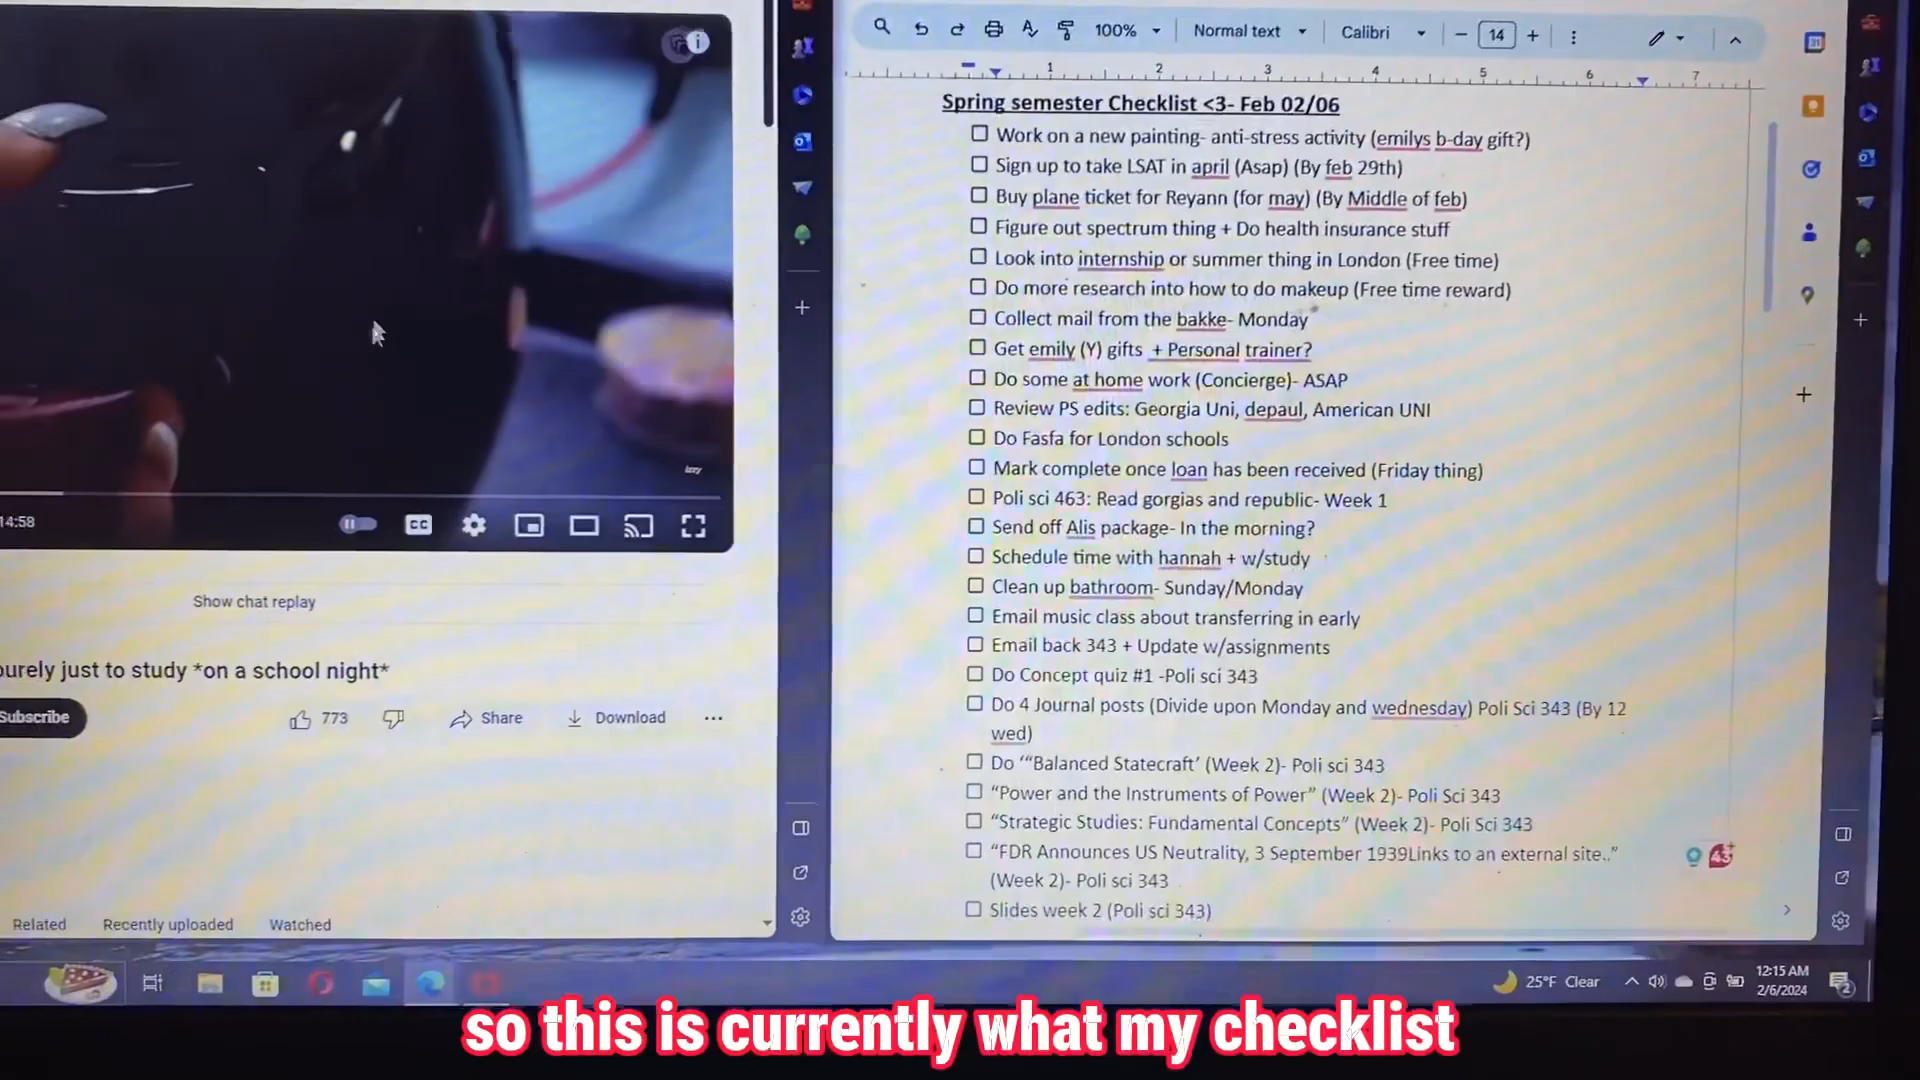 100%
Normal text
Calibri
14
1 2 3 4 5 6 7
Spring semester Checklist <3- Feb 02/06
Work on a new painting- anti-stress activity (emilys b-day gift?)
Sign up to take LSAT in april (Asap) (By feb 29th)
Buy plane ticket for Reyann (for may) (By Middle of feb)
Figure out spectrum thing + Do health insurance stuff
Look into internship or summer thing in London (Free time)
Do more research into how to do makeup (Free time reward)
Collect mail from the bakke- Monday
Get emily (Y) gifts + Personal trainer?
Do some at home work (Concierge)- ASAP
Review PS edits: Georgia Uni, depaul, American UNI
Do Fasfa for London schools
Mark complete once loan has been received (Friday thing)
Poli sci 463: Read gorgias and republic- Week 1
Send off Alis package- In the morning?
Schedule time with hannah + w/study
Clean up bathroom- Sunday/Monday
Email music class about transferring in early
Email back 343 + Update w/assignments
Do Concept quiz #1 -Poli sci 343
Do 4 Journal posts (Divide upon Monday and wednesday) Poli Sci 343 (By 12
wed)
Do “‘Balanced Statecraft’ (Week 2)- Poli sci 343
“Power and the Instruments of Power” (Week 2)- Poli Sci 343
“Strategic Studies: Fundamental Concepts” (Week 2)- Poli Sci 343
“FDR Announces US Neutrality, 3 September 1939Links to an external site..”
(Week 2)- Poli sci 343
Slides week 2 (Poli sci 343)
43
izzy
14:58
CC
Show chat replay
ourely just to study *on a school night*
Subscribe
773
Share
Download
Related
Recently uploaded
Watched
25°F Clear
12:15 AM
2/6/2024
2
so this is currently what my checklist